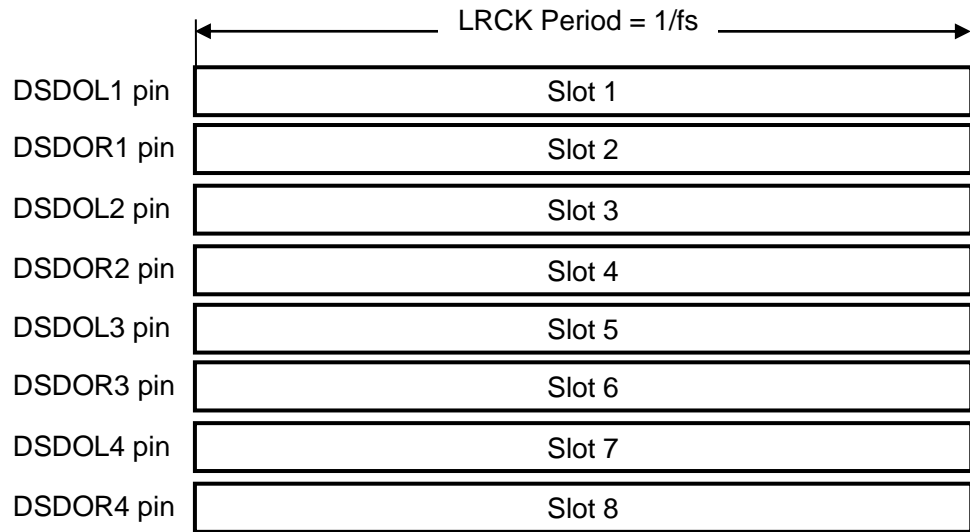 LRCK Period = 1/fs
DSDOL1 pin Slot 1
DSDOR1 pin Slot 2
DSDOL2 pin Slot 3
DSDOR2 pin Slot 4
DSDOL3 pin Slot 5
DSDOR3 pin Slot 6
DSDOL4 pin Slot 7
DSDOR4 pin Slot 8